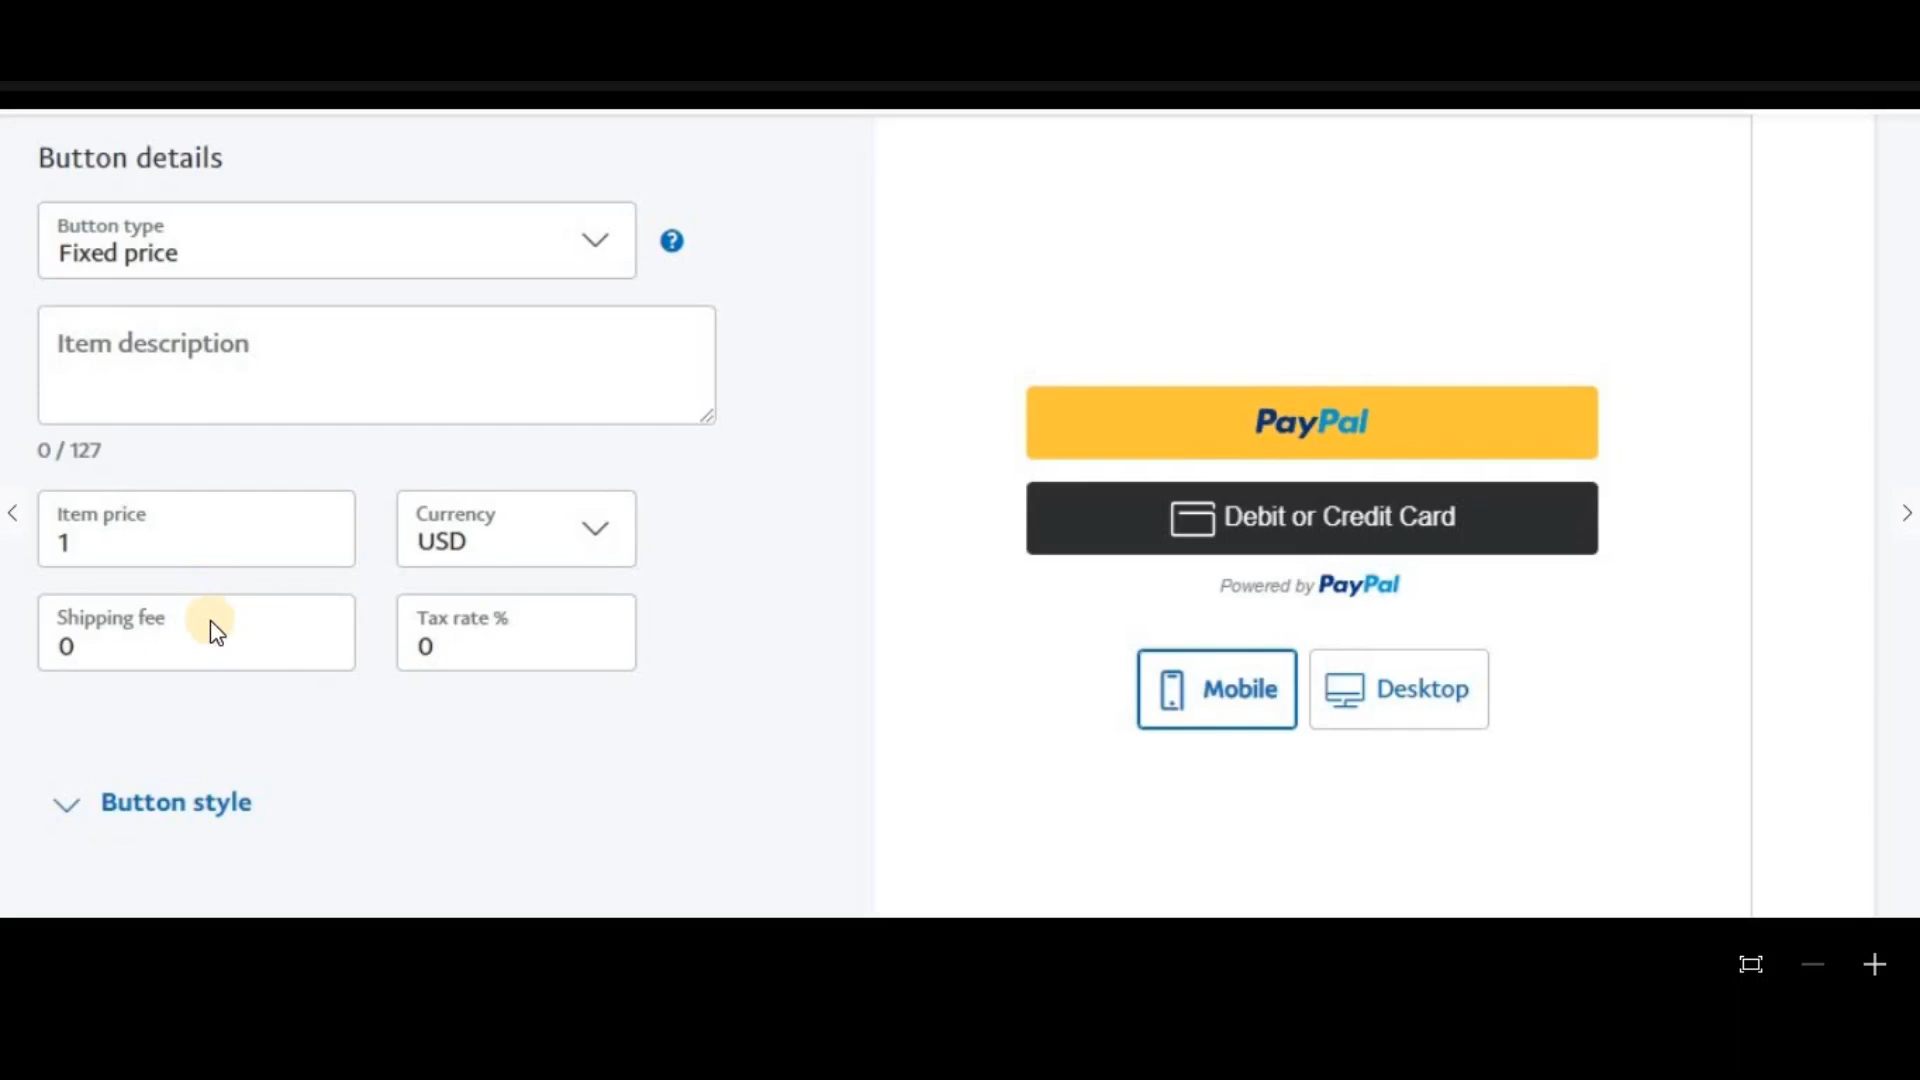 Button details
Button type
Fixed price
?
Item description
0 / 127
Item price
1
Currency
USD
Shipping fee
0
Tax rate %
0
Button style
PayPal
Debit or Credit Card
Powered by PayPal
Mobile
Desktop